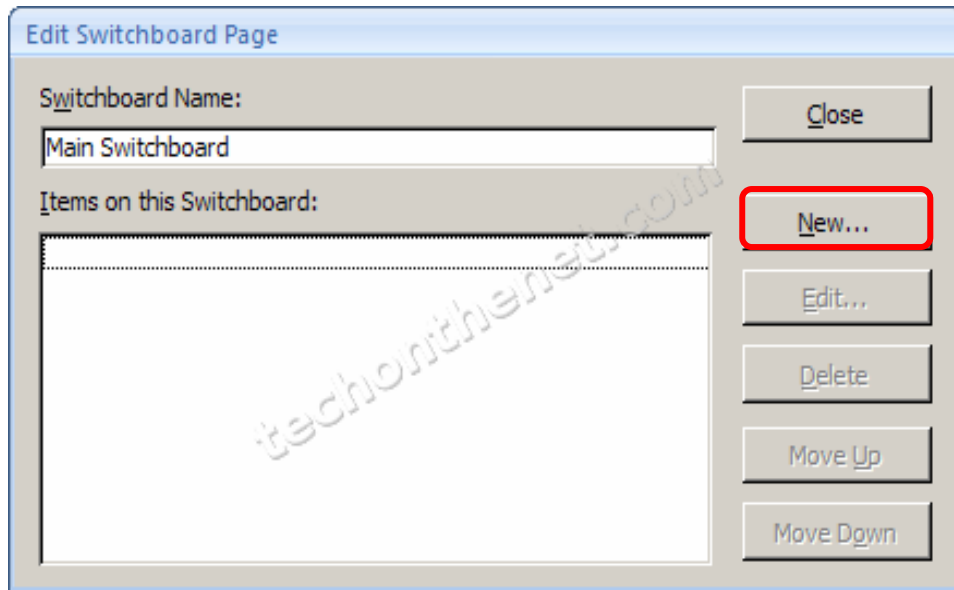 Edit Switchboard Page
Switchboard Name:
Close
Main Switchboard
Items on this Switchboard:
New...
Edit...
Delete
Move Up
Move Down
techonthenet.com